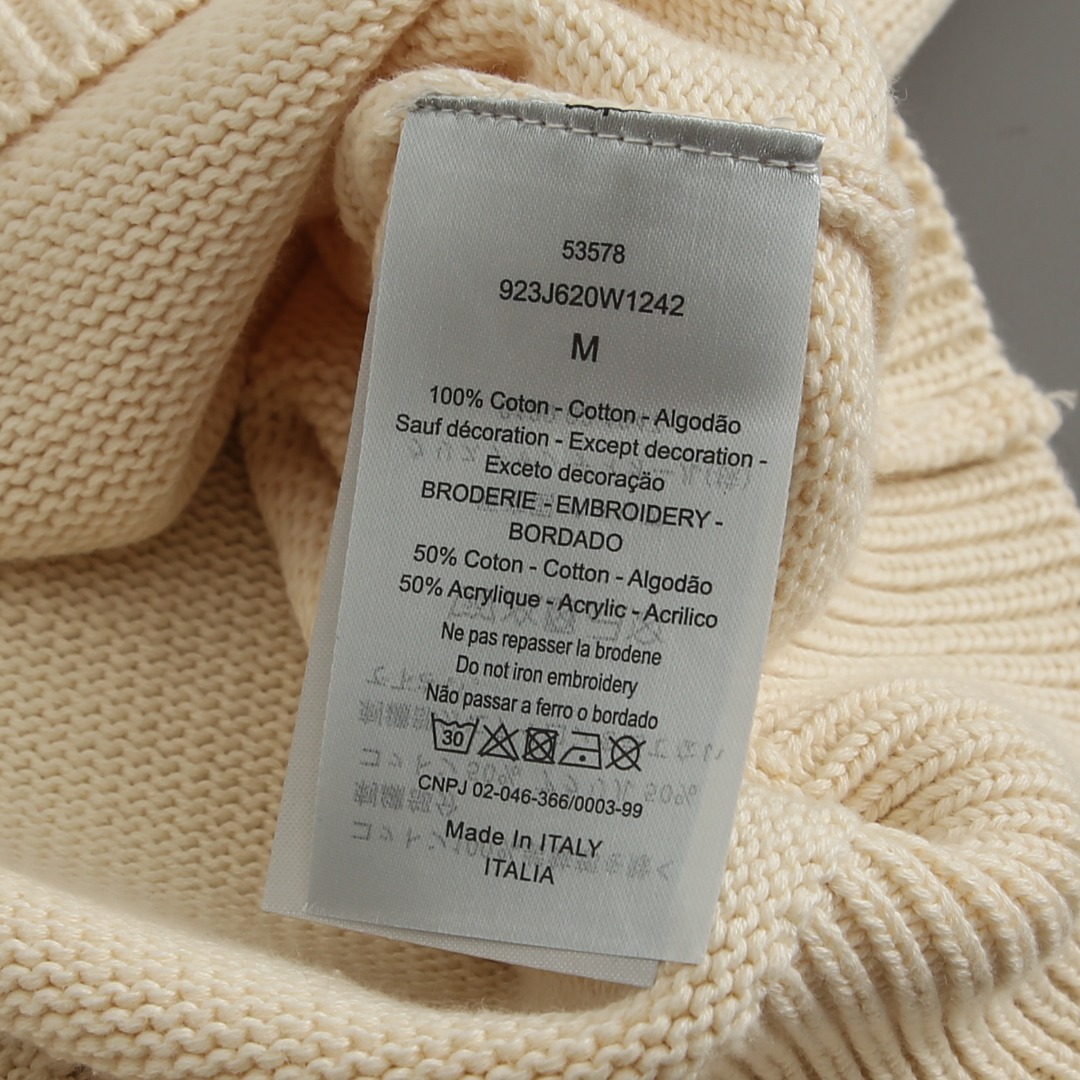 53578
923J620W1242
M
100% Coton - Cotton - Algodão
Sauf décoration - Except decoration -
Exceto decoraçäo
BRODERIE - EMBROIDERY -
BORDADO
50% Coton - Cotton - Algodão
50% Acrylique - Acrylic - Acrilico
Ne pas repasser la brodene
Do not iron embroidery
Não passar a ferro o bordado
30
CNPJ 02-046-366/0003-99
Made In ITALY
ITALIA